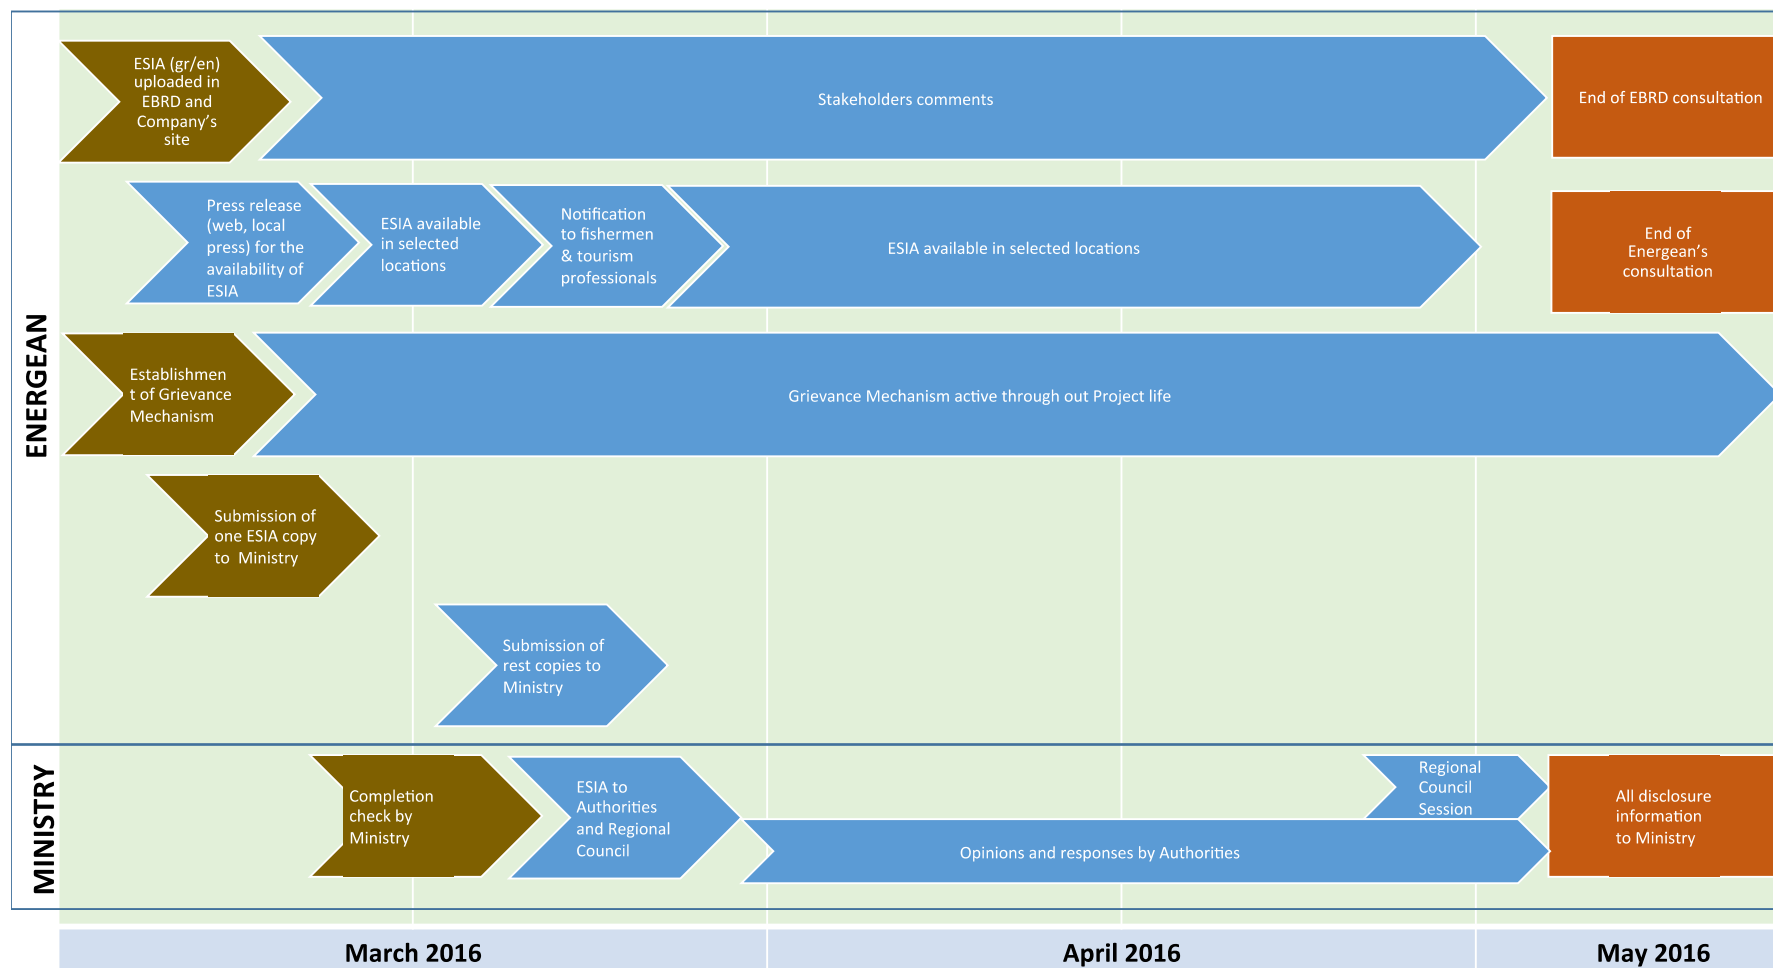 ENERGEAN
ESIA (gr/en)
uploaded in
EBRD and
Company’s
site
Stakeholders comments
End of EBRD consultation
Press release
(web, local
press) for the
availability of
ESIA
ESIA available
in selected
locations
Notification
to fishermen
& tourism
professionals
ESIA available in selected locations
End of
Energean’s
consultation
Establishmen
t of Grievance
Mechanism
Grievance Mechanism active through out Project life
Submission of
one ESIA copy
to Ministry
Submission of
rest copies to
Ministry
MINISTRY
Completion
check by
Ministry
ESIA to
Authorities
and Regional
Council
Regional
Council
Session
Opinions and responses by Authorities
All disclosure
information
to Ministry
March 2016
April 2016
May 2016